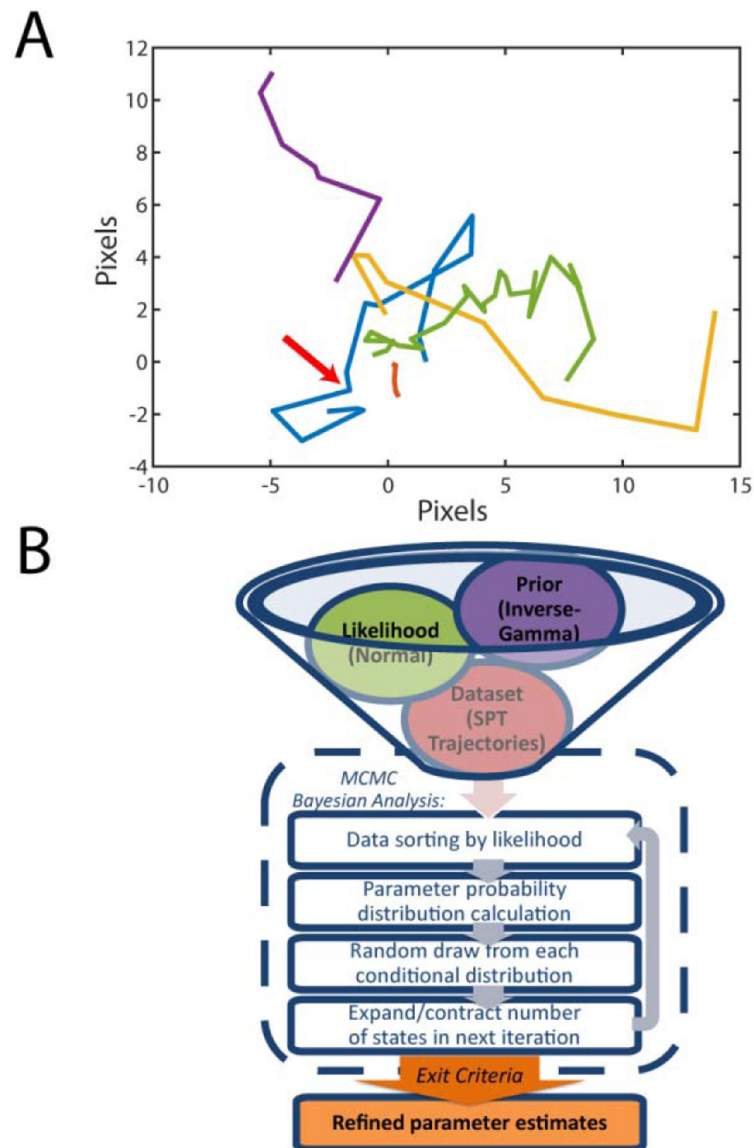 A
12
10
8
6
4
2
0
-2
-4
Pixels
-10
-5
0
5
10
15
Pixels
B
Prior
(Inverse-
Gamma)
Likelihood
(Normal)
Dataset
(SPT
Trajectories)
MCMC
Bayesian Analysis:
Data sorting by likelihood
Parameter probability
distribution calculation
Random draw from each
conditional distribution
Expand/contract number
of states in next iteration
Exit Criteria
Refined parameter estimates